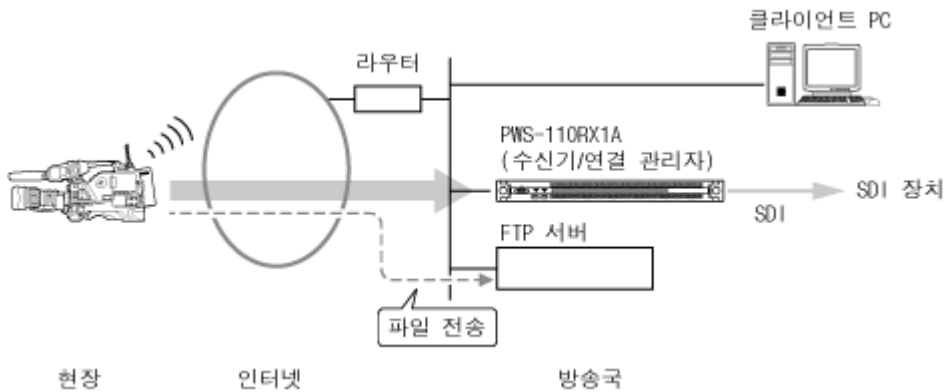 클라이언트 PC
라우터
PWS-110RX1A
(수신기/연결 관리자)
SDI 장치
SDI
FTP 서버
파일 전송
현장
인터넷
방송국